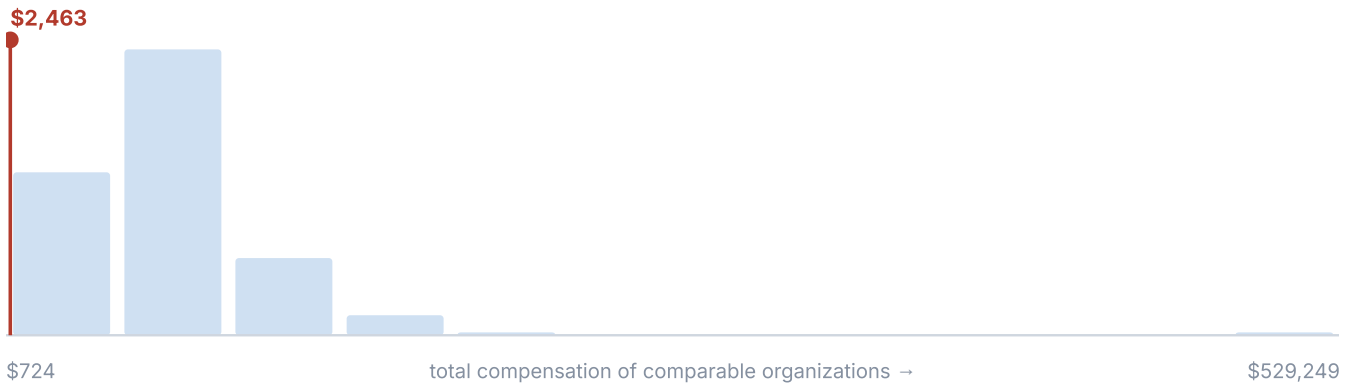 $2,463
$724 total compensation of comparable organizations → $529,249